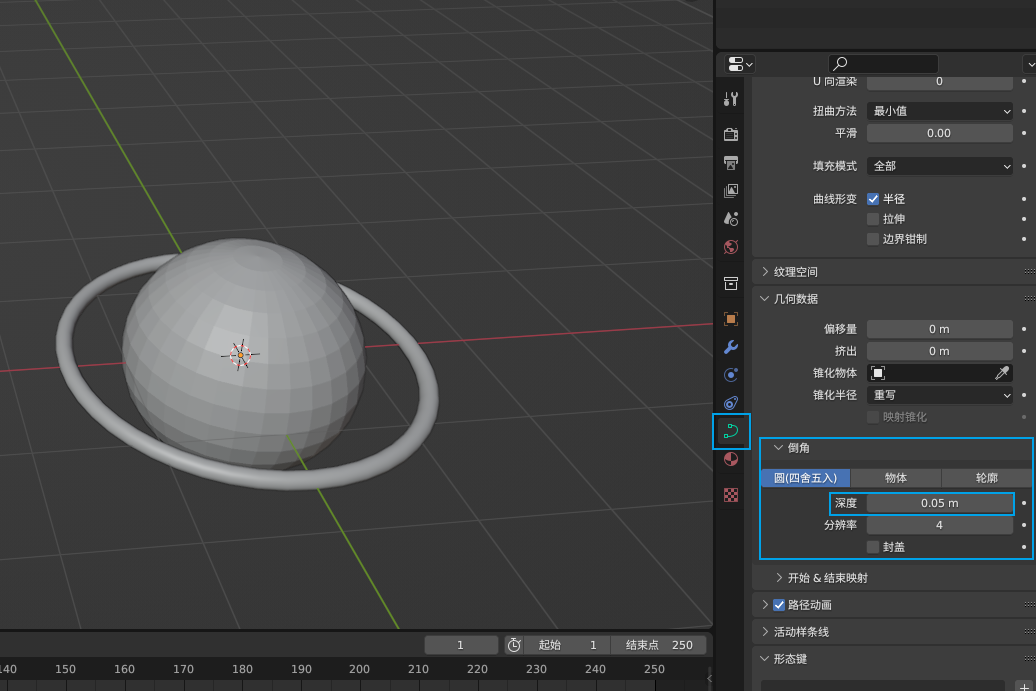 U 向渲染 0
扭曲方法 最小值
平滑 0.00
填充模式 全部
曲线形变 半径
拉伸
边界钳制
纹理空间
几何数据
偏移量 0 m
挤出 0 m
锥化物体
锥化半径 重写
映射锥化
倒角
圆(四舍五入) 物体 轮廓
深度 0.05 m
分辨率 4
封盖
开始 & 结束映射
路径动画
活动样条线
形态键
1 起始 1 结束点 250
140 150 160 170 180 190 200 210 220 230 240 250